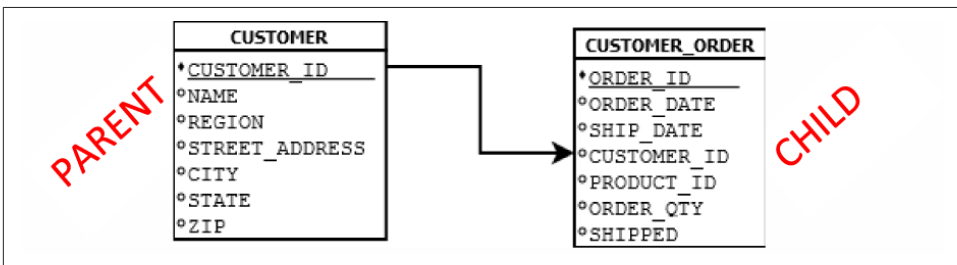 PARENT
CUSTOMER
CUSTOMER_ID
NAME
REGION
STREET_ADDRESS
CITY
STATE
ZIP
CUSTOMER_ORDER
ORDER_ID
ORDER_DATE
SHIP_DATE
CUSTOMER_ID
PRODUCT_ID
ORDER_QTY
SHIPPED
CHILD